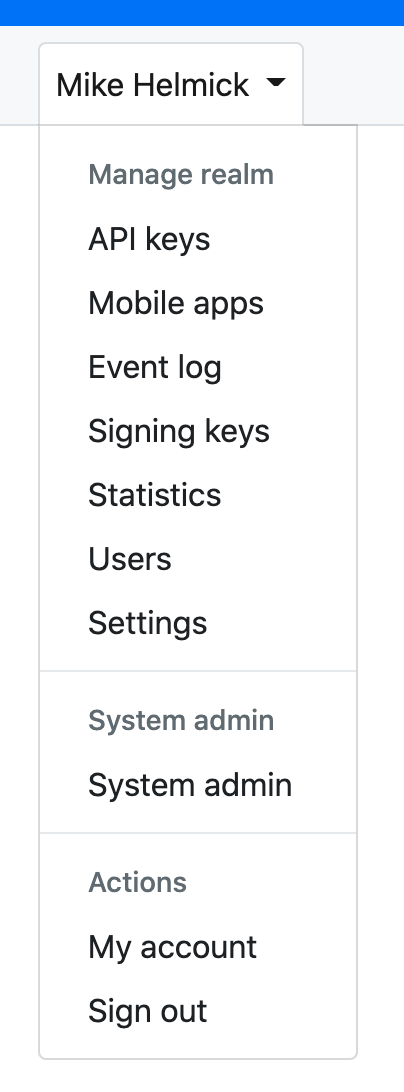 Mike Helmick
Manage realm
API keys
Mobile apps
Event log
Signing keys
Statistics
Users
Settings
System admin
System admin
Actions
My account
Sign out